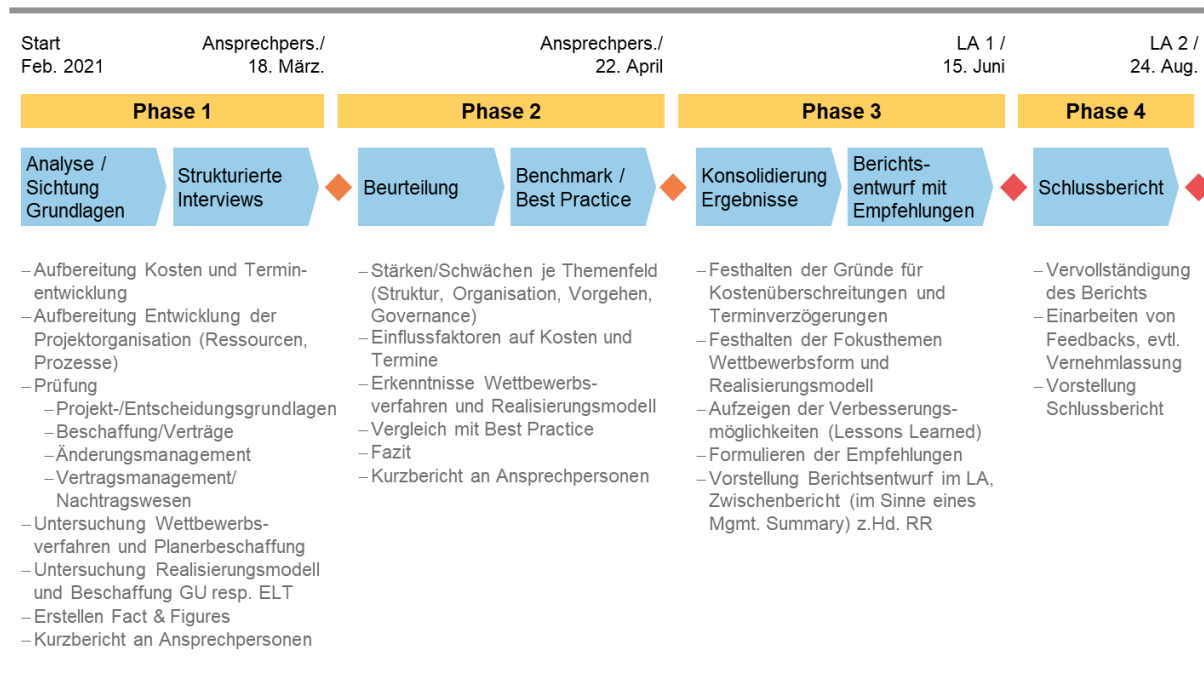 Start
Feb. 2021
Ansprechpers./
18. März.
Ansprechpers./
22. April
LA 1 /
15. Juni
LA 2 /
24. Aug.
Phase 1
Phase 2
Phase 3
Phase 4
Analyse /
Sichtung
Grundlagen
Strukturierte
Interviews
Beurteilung
Benchmark /
Best Practice
Konsolidierung
Ergebnisse
Berichts-
entwurf mit
Empfehlungen
Schlussbericht
–Aufbereitung Kosten und Termin-
entwicklung
–Aufbereitung Entwicklung der
Projektorganisation (Ressourcen,
Prozesse)
–Prüfung
–Projekt-/Entscheidungsgrundlagen
–Beschaffung/Verträge
–Änderungsmanagement
–Vertragsmanagement/
Nachtragswesen
–Untersuchung Wettbewerbs-
verfahren und Planerbeschaffung
–Untersuchung Realisierungsmodell
und Beschaffung GU resp. ELT
–Erstellen Fact & Figures
–Kurzbericht an Ansprechpersonen
–Stärken/Schwächen je Themenfeld
(Struktur, Organisation, Vorgehen,
Governance)
–Einflussfaktoren auf Kosten und
Termine
–Erkenntnisse Wettbewerbs-
verfahren und Realisierungsmodell
–Vergleich mit Best Practice
–Fazit
–Kurzbericht an Ansprechpersonen
–Festhalten der Gründe für
Kostenüberschreitungen und
Terminverzögerungen
–Festhalten der Fokusthemen
Wettbewerbsform und
Realisierungsmodell
–Aufzeigen der Verbesserungs-
möglichkeiten (Lessons Learned)
–Formulieren der Empfehlungen
–Vorstellung Berichtsentwurf im LA,
Zwischenbericht (im Sinne eines
Mgmt. Summary) z.Hd. RR
–Vervollständigung
des Berichts
–Einarbeiten von
Feedbacks, evtl.
Vernehmlassung
–Vorstellung
Schlussbericht